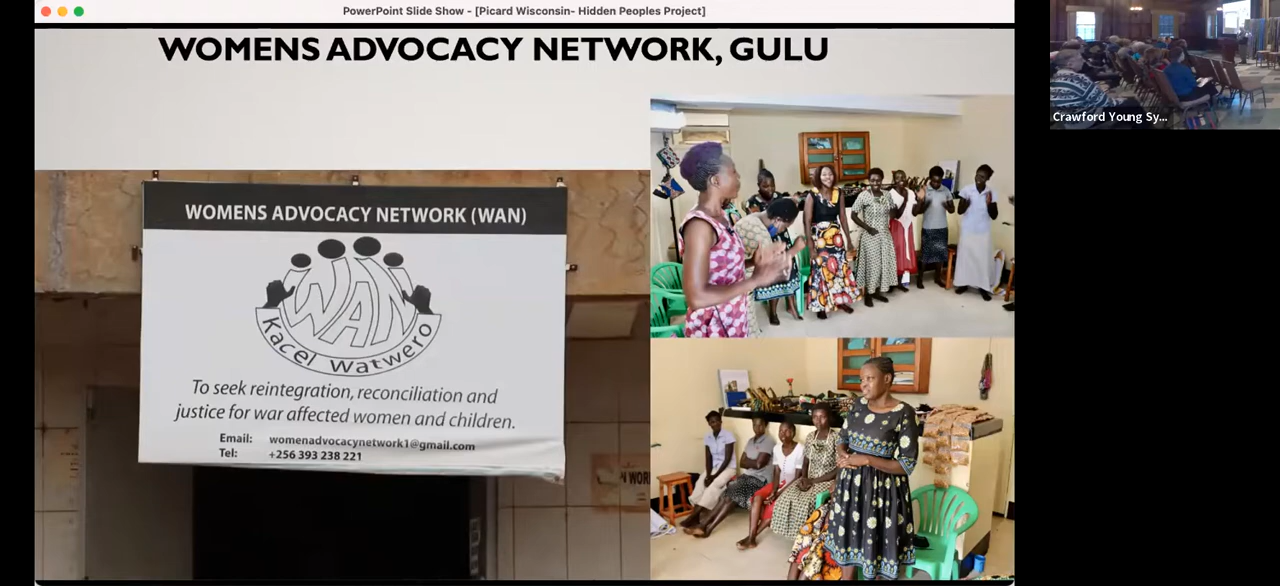 PowerPoint Slide Show - [Picard Wisconsin- Hidden Peoples Project]
WOMENS ADVOCACY NETWORK, GULU
WOMENS ADVOCACY NETWORK (WAN)
WAN
Kacel Watwero
To seek reintegration, reconciliation and
justice for war affected women and children.
Email: womenadvocacynetwork1@gmail.com
Tel: +256 393 238 221
Crawford Young Sy...